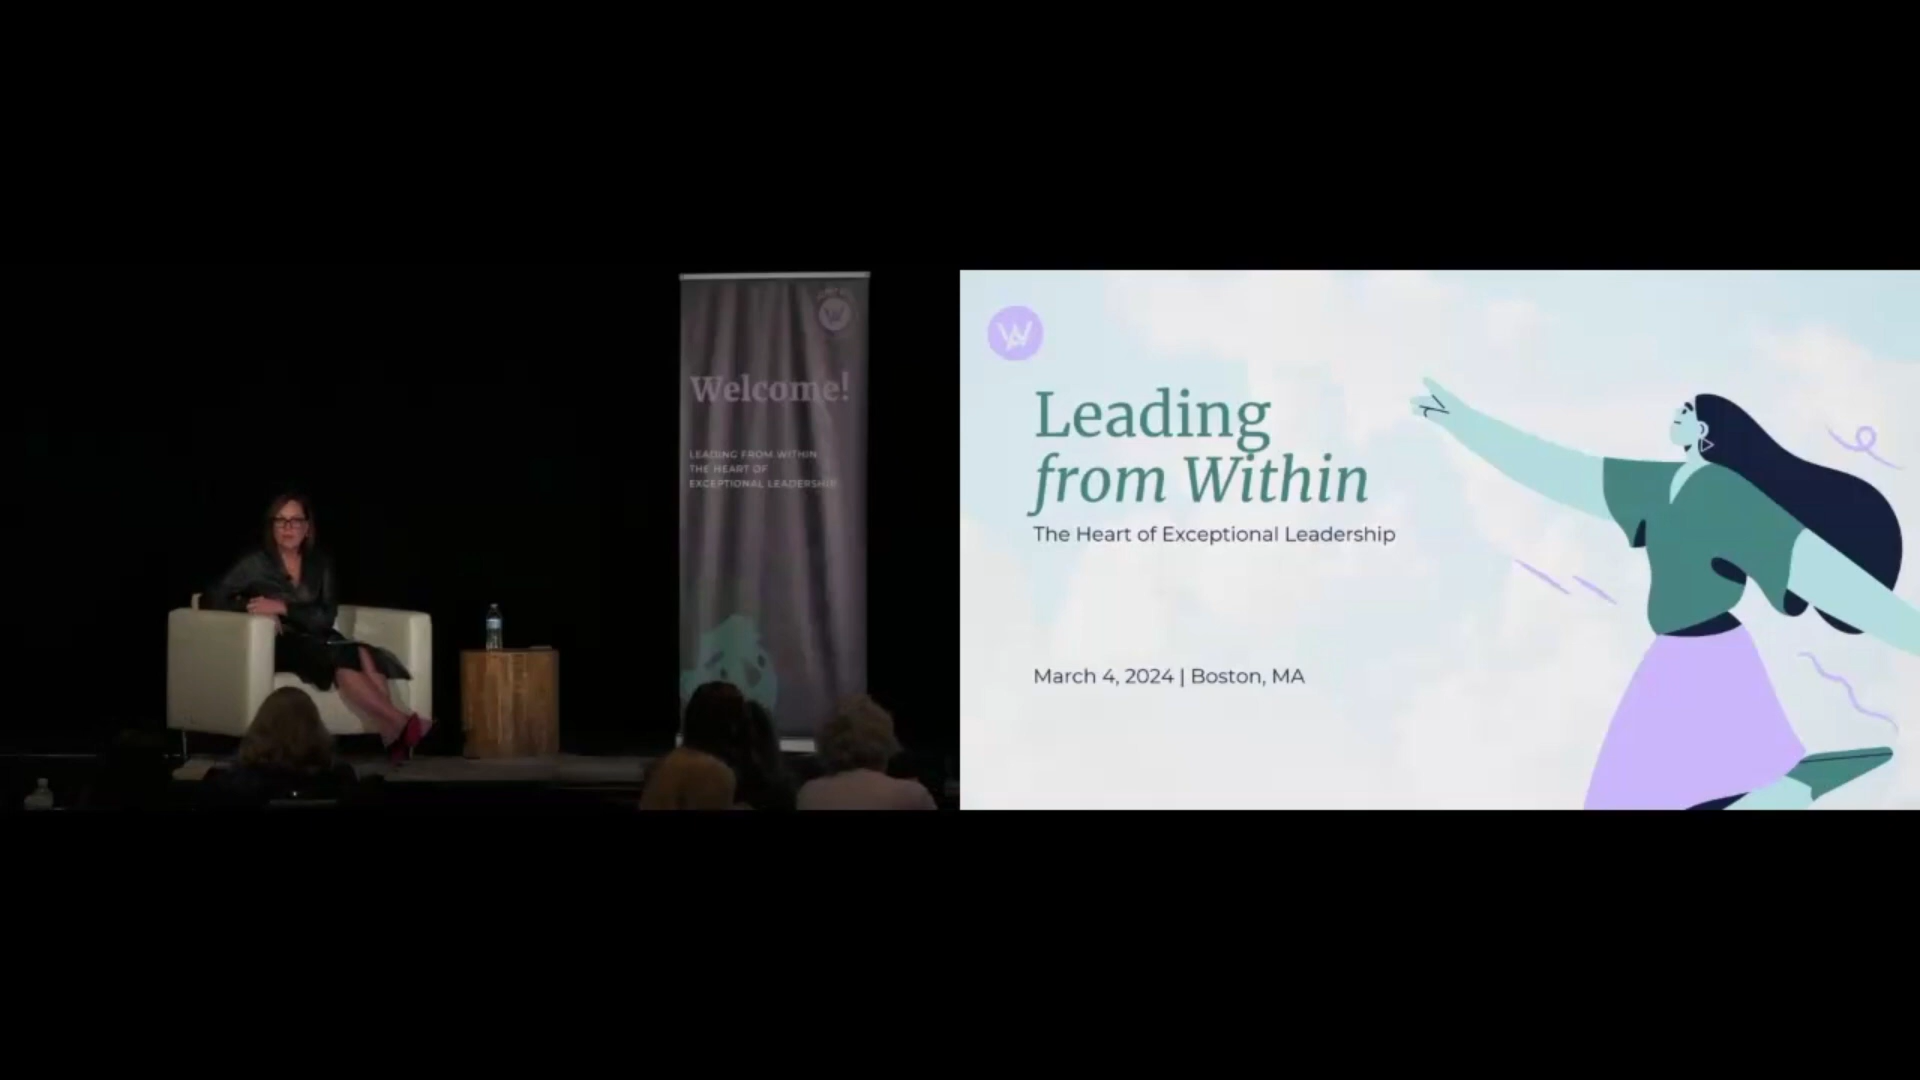 Welcome!
LEADING FROM WITHIN
THE HEART OF
EXCEPTIONAL LEADERSHIP
W
Leading
from Within
The Heart of Exceptional Leadership
March 4, 2024 | Boston, MA